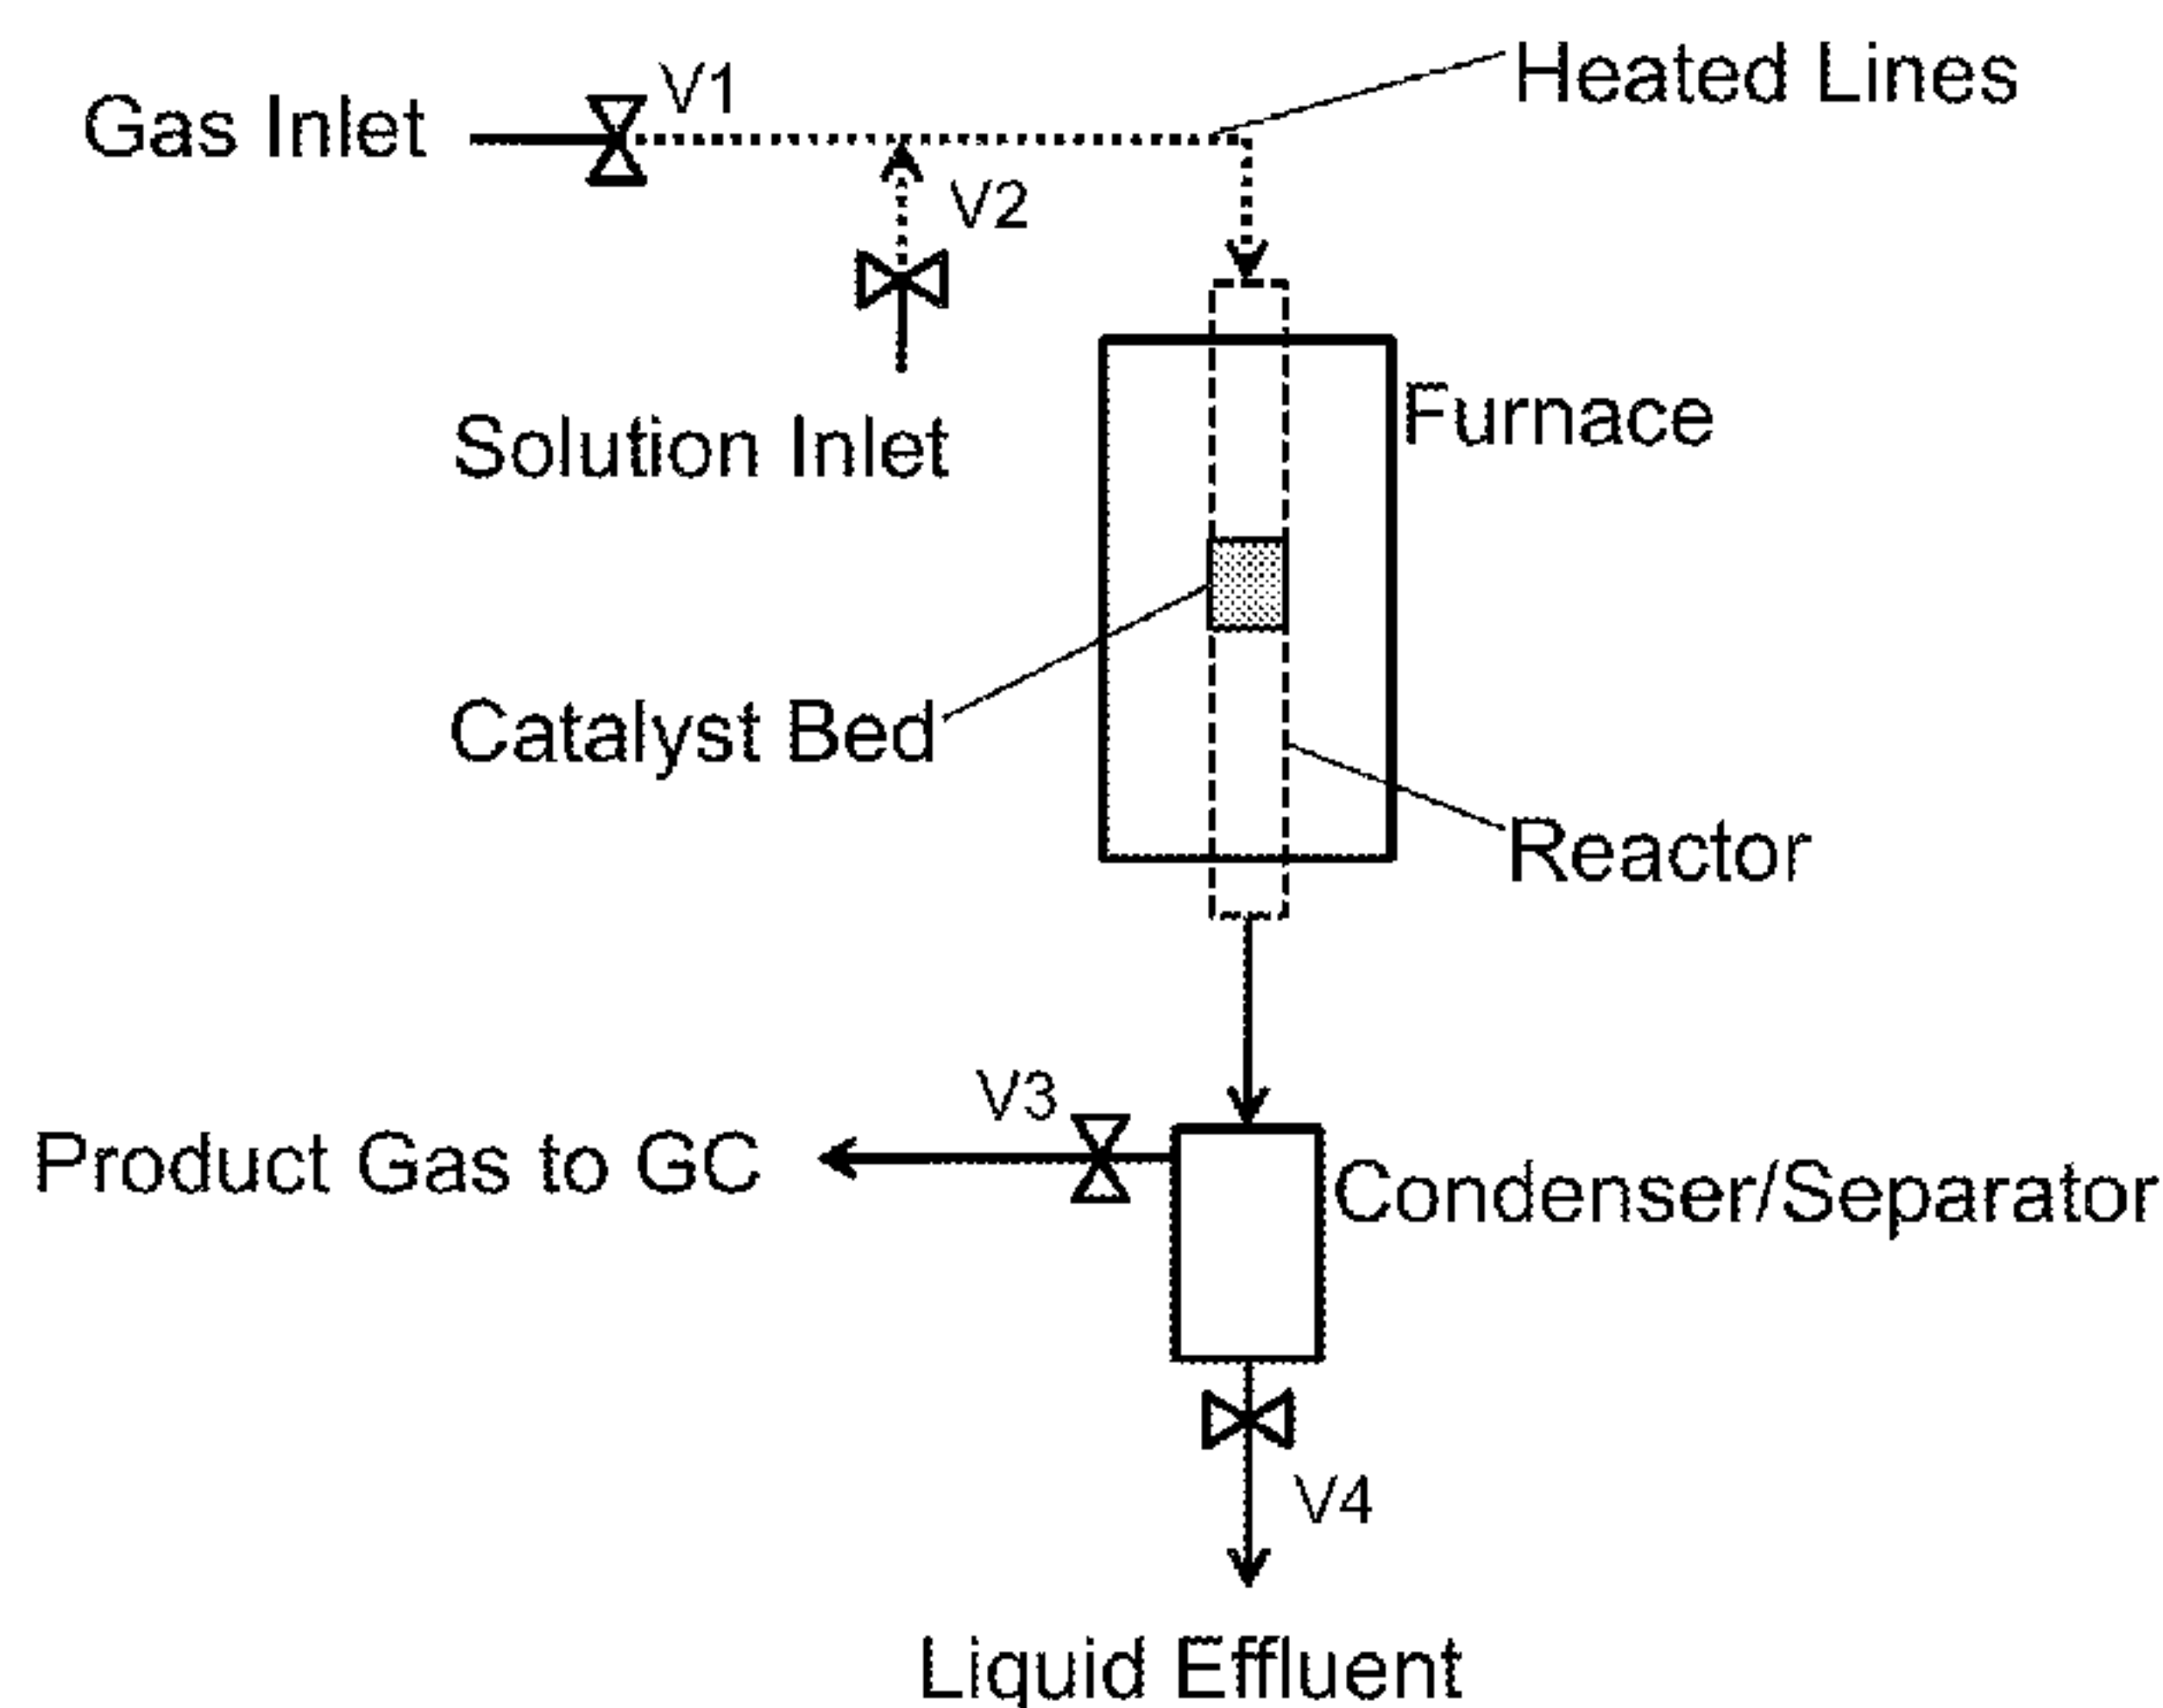 Gas Inlet
V1
Heated Lines
V2
Solution Inlet
Furnace
Catalyst Bed
Reactor
V3
Product Gas to GC
Condenser/Separator
V4
Liquid Effluent